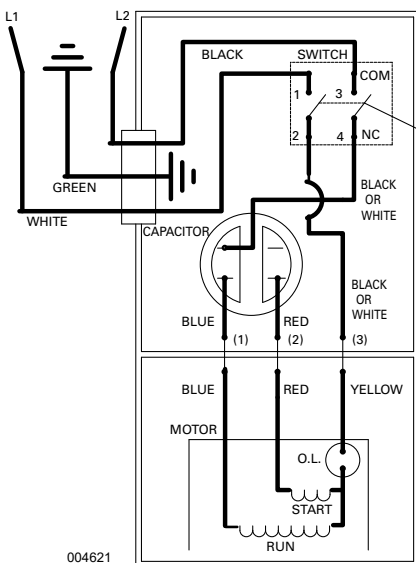 L1
L2
BLACK
SWITCH
COM
1
3
2
4
NC
GREEN
WHITE
CAPACITOR
BLACK
OR
WHITE
BLACK
OR
WHITE
BLUE
RED
(1)
(2)
(3)
BLUE
RED
YELLOW
MOTOR
O.L.
START
RUN
004621